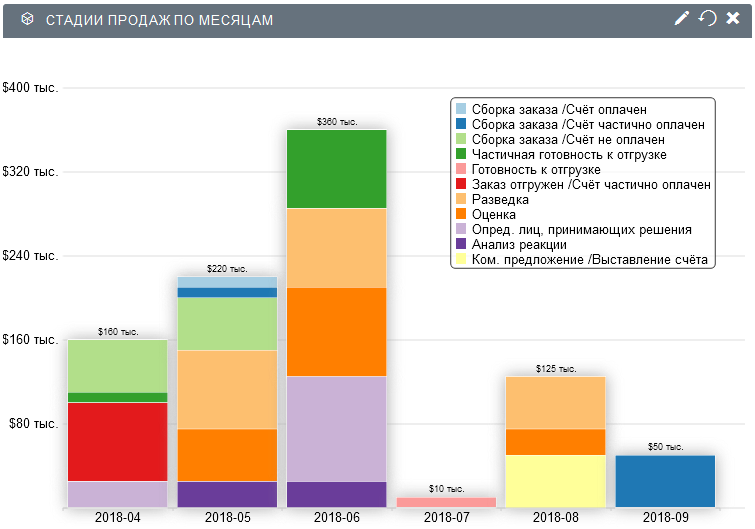 СТАДИИ ПРОДАЖ ПО МЕСЯЦАМ
$400 тыс.
$320 тыс.
$240 тыс.
$160 тыс.
$80 тыс.
$160 тыс.
$220 тыс.
$360 тыс.
$10 тыс.
$125 тыс.
$50 тыс.
Сборка заказа /Счёт оплачен
Сборка заказа /Счёт частично оплачен
Сборка заказа /Счёт не оплачен
Частичная готовность к отгрузке
Готовность к отгрузке
Заказ отгружен /Счёт частично оплачен
Разведка
Оценка
Опред. лиц, принимающих решения
Анализ реакции
Ком. предложение /Выставление счёта
2018-04 2018-05 2018-06 2018-07 2018-08 2018-09